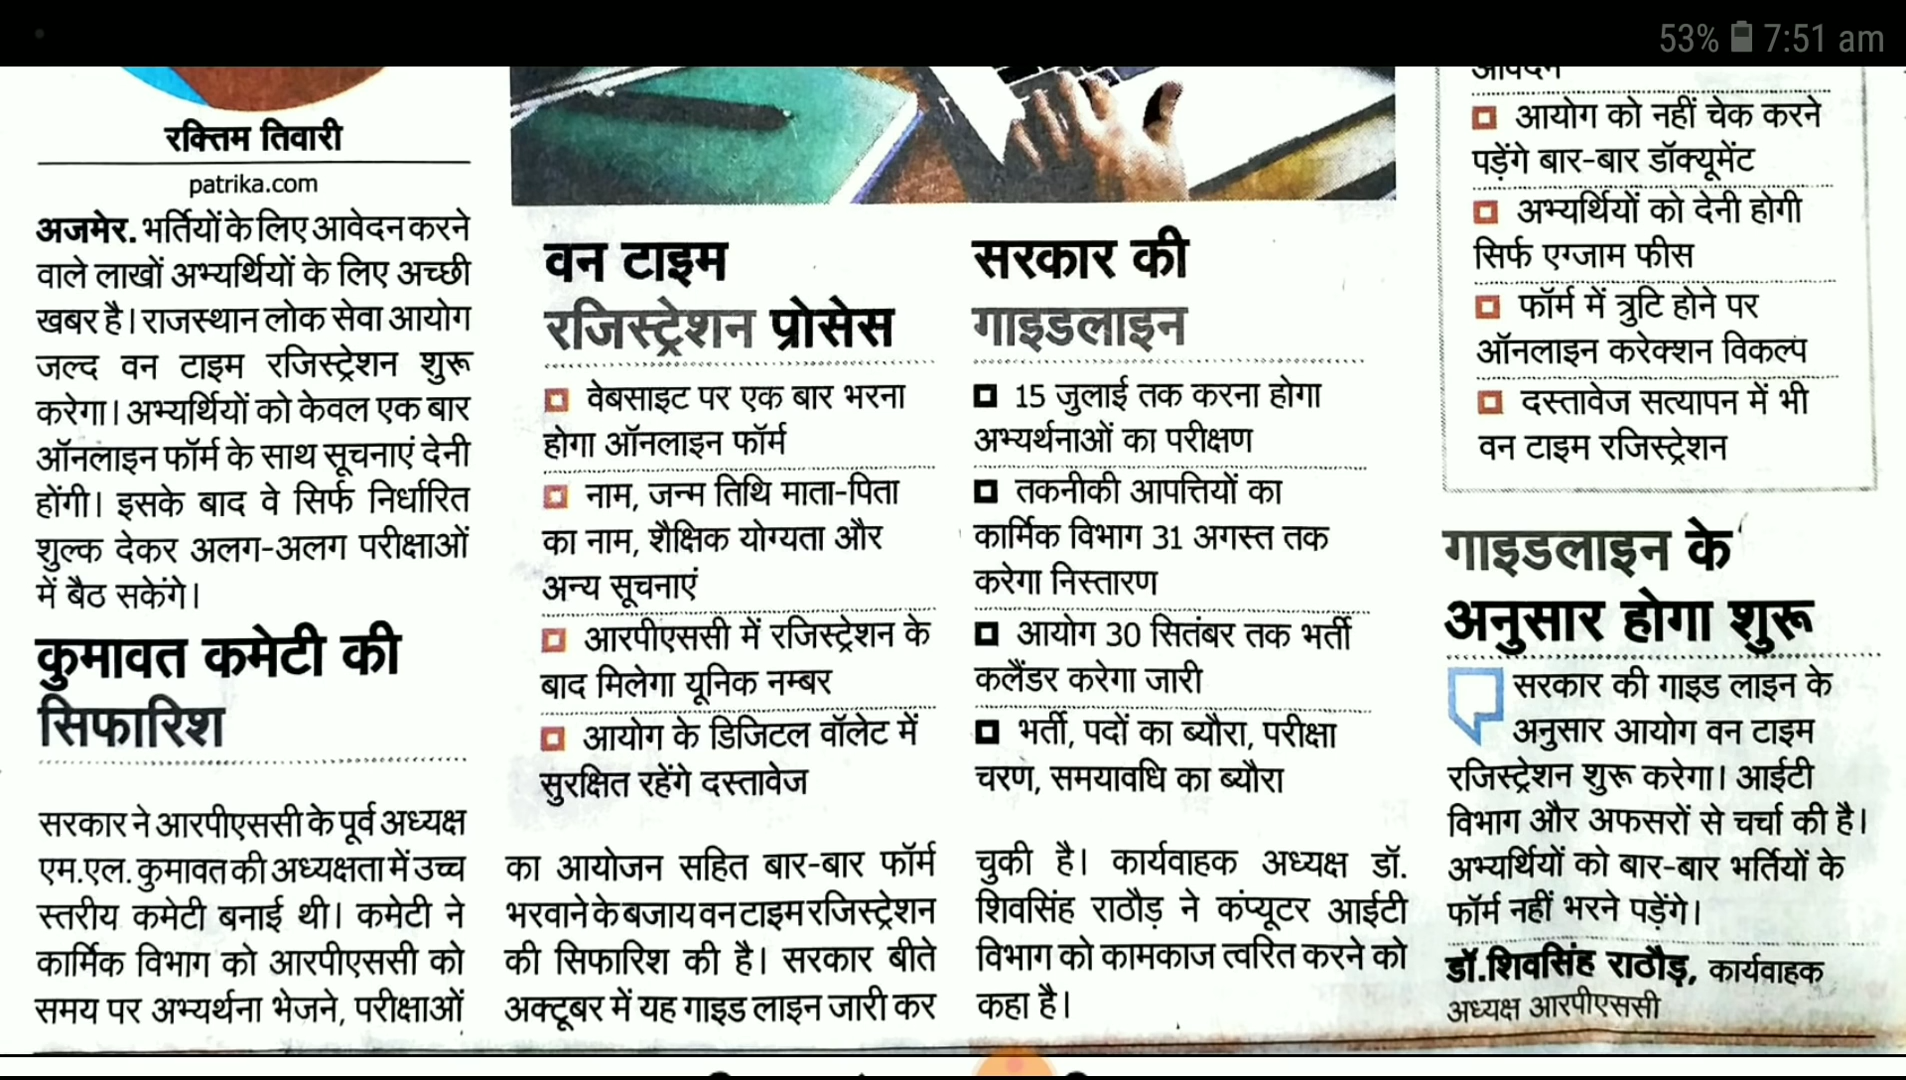 53% 7:51 am
रक्तिम तिवारी
patrika.com
अजमेर. भर्तियों के लिए आवेदन करने
वाले लाखों अभ्यर्थियों के लिए अच्छी
खबर है। राजस्थान लोक सेवा आयोग
जल्द वन टाइम रजिस्ट्रेशन शुरू
करेगा। अभ्यर्थियों को केवल एक बार
ऑनलाइन फॉर्म के साथ सूचनाएं देनी
होंगी। इसके बाद वे सिर्फ निर्धारित
शुल्क देकर अलग-अलग परीक्षाओं
में बैठ सकेंगे।
कुमावत कमेटी की
सिफारिश
सरकार ने आरपीएससी के पूर्व अध्यक्ष
एम.एल. कुमावत की अध्यक्षता में उच्च
स्तरीय कमेटी बनाई थी। कमेटी ने
कार्मिक विभाग को आरपीएससी को
समय पर अभ्यर्थना भेजने, परीक्षाओं
वन टाइम
रजिस्ट्रेशन प्रोसेस
वेबसाइट पर एक बार भरना
होगा ऑनलाइन फॉर्म
नाम, जन्म तिथि माता-पिता
का नाम, शैक्षिक योग्यता और
अन्य सूचनाएं
आरपीएससी में रजिस्ट्रेशन के
बाद मिलेगा यूनिक नम्बर
आयोग के डिजिटल वॉलेट में
सुरक्षित रहेंगे दस्तावेज
का आयोजन सहित बार-बार फॉर्म
भरवाने के बजाय वन टाइम रजिस्ट्रेशन
की सिफारिश की है। सरकार बीते
अक्टूबर में यह गाइड लाइन जारी कर
सरकार की
गाइडलाइन
15 जुलाई तक करना होगा
अभ्यर्थनाओं का परीक्षण
तकनीकी आपत्तियों का
कार्मिक विभाग 31 अगस्त तक
करेगा निस्तारण
आयोग 30 सितंबर तक भर्ती
कलैंडर करेगा जारी
भर्ती, पदों का ब्यौरा, परीक्षा
चरण, समयावधि का ब्यौरा
चुकी है। कार्यवाहक अध्यक्ष डॉ.
शिवसिंह राठौड़ ने कंप्यूटर आईटी
विभाग को कामकाज त्वरित करने को
कहा है।
आवेदन
आयोग को नहीं चेक करने
पड़ेंगे बार-बार डॉक्यूमेंट
अभ्यर्थियों को देनी होगी
सिर्फ एग्जाम फीस
फॉर्म में त्रुटि होने पर
ऑनलाइन करेक्शन विकल्प
दस्तावेज सत्यापन में भी
वन टाइम रजिस्ट्रेशन
गाइडलाइन के
अनुसार होगा शुरू
सरकार की गाइड लाइन के
अनुसार आयोग वन टाइम
रजिस्ट्रेशन शुरू करेगा। आईटी
विभाग और अफसरों से चर्चा की है।
अभ्यर्थियों को बार-बार भर्तियों के
फॉर्म नहीं भरने पड़ेंगे।
डॉ.शिवसिंह राठौड़, कार्यवाहक
अध्यक्ष आरपीएससी